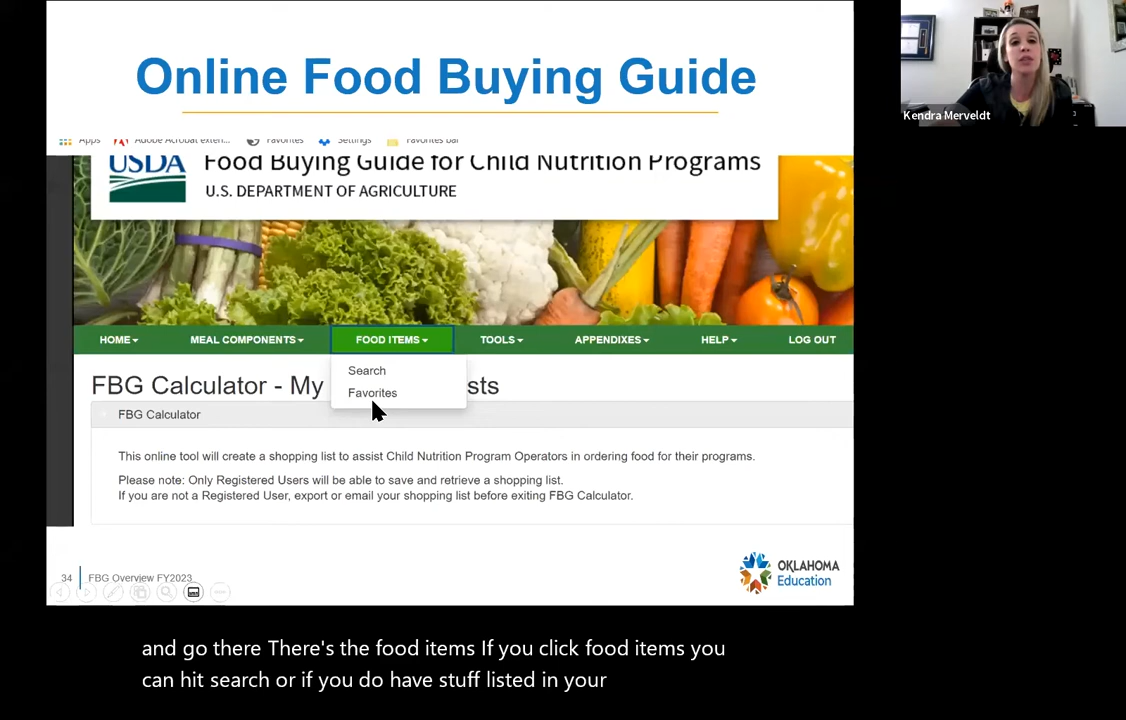 Online Food Buying Guide
Apps Adobe Acrobat exten... Favorites Settings Favorites bar
USDA Food Buying Guide for Child Nutrition Programs
U.S. DEPARTMENT OF AGRICULTURE
HOME MEAL COMPONENTS FOOD ITEMS TOOLS APPENDIXES HELP LOG OUT
Search
Favorites
FBG Calculator - My sts
FBG Calculator
This online tool will create a shopping list to assist Child Nutrition Program Operators in ordering food for their programs.
Please note: Only Registered Users will be able to save and retrieve a shopping list.
If you are not a Registered User, export or email your shopping list before exiting FBG Calculator.
34 FBG Overview FY2023
OKLAHOMA
Education
Kendra Merveldt
and go there There's the food items If you click food items you
can hit search or if you do have stuff listed in your